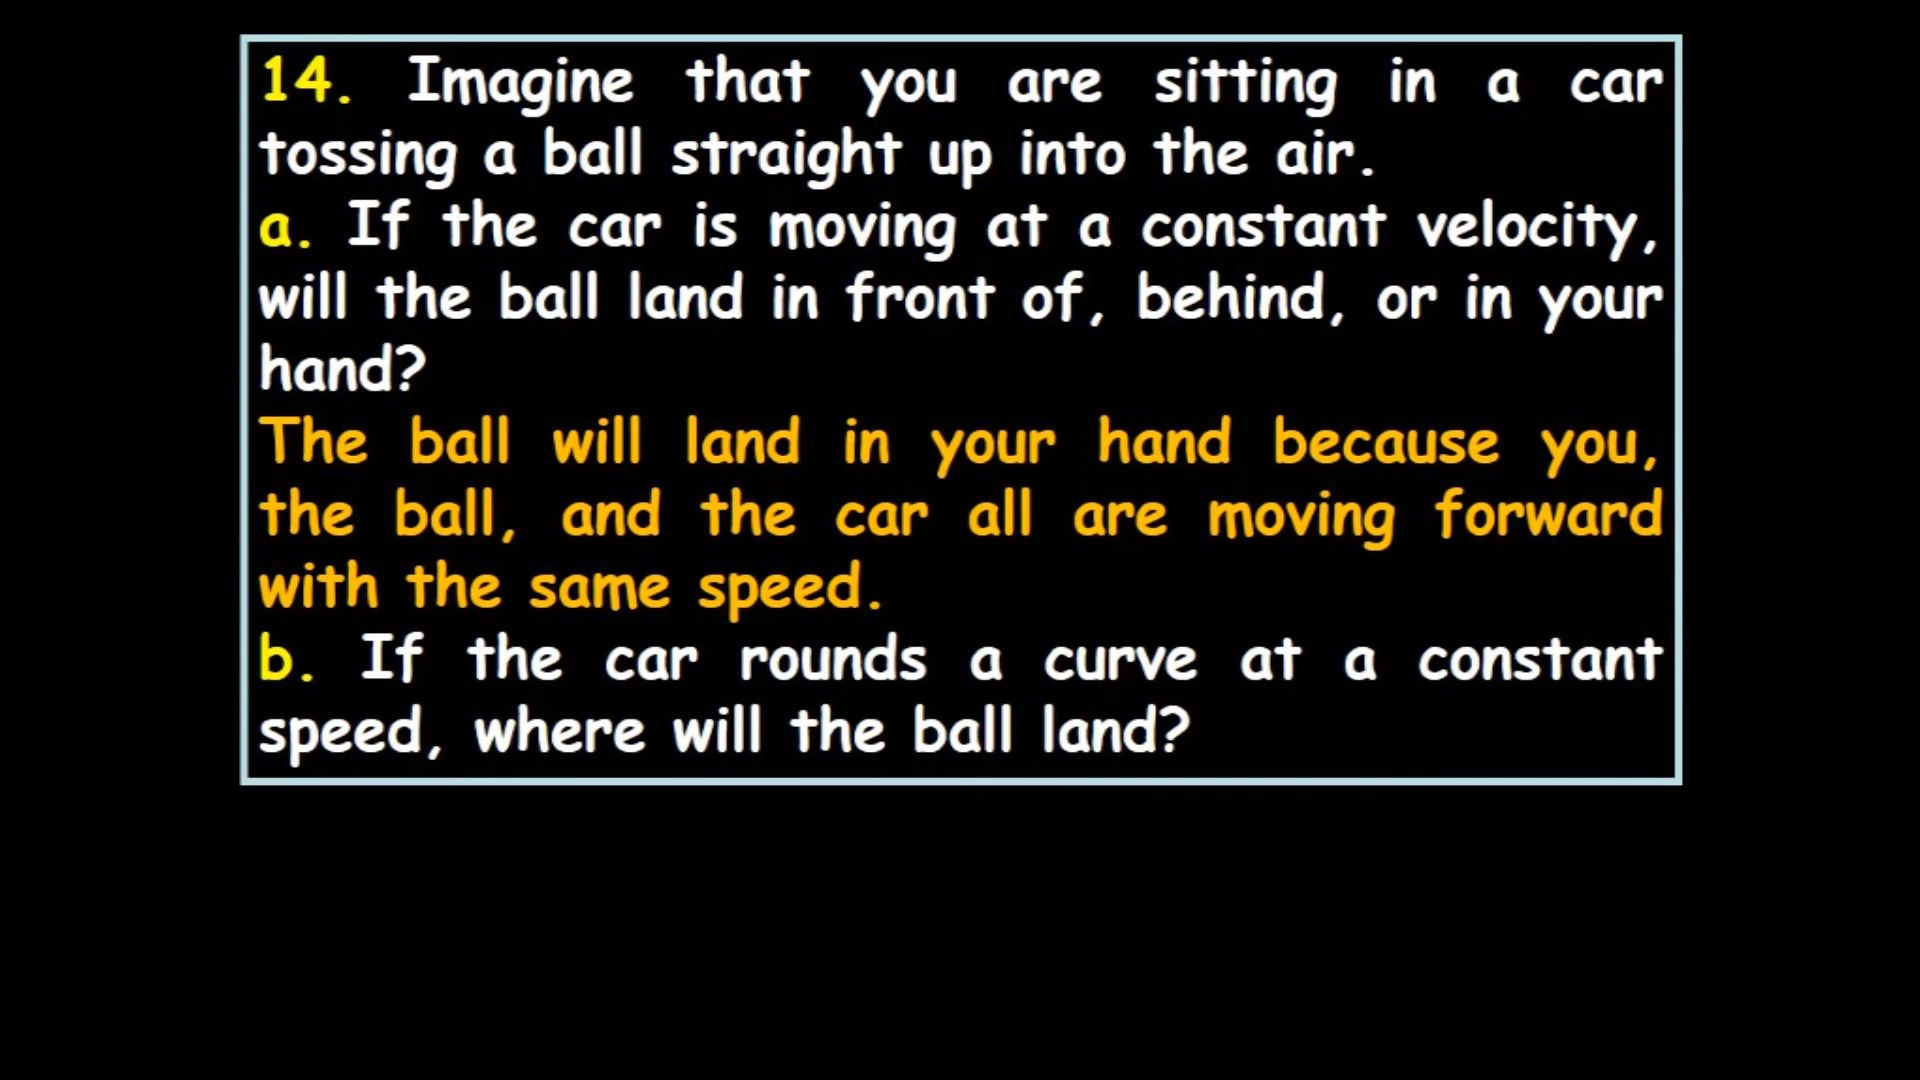 14. Imagine that you are sitting in a car
tossing a ball straight up into the air.
a. If the car is moving at a constant velocity,
will the ball land in front of, behind, or in your
hand?
The ball will land in your hand because you,
the ball, and the car all are moving forward
with the same speed.
b. If the car rounds a curve at a constant
speed, where will the ball land?